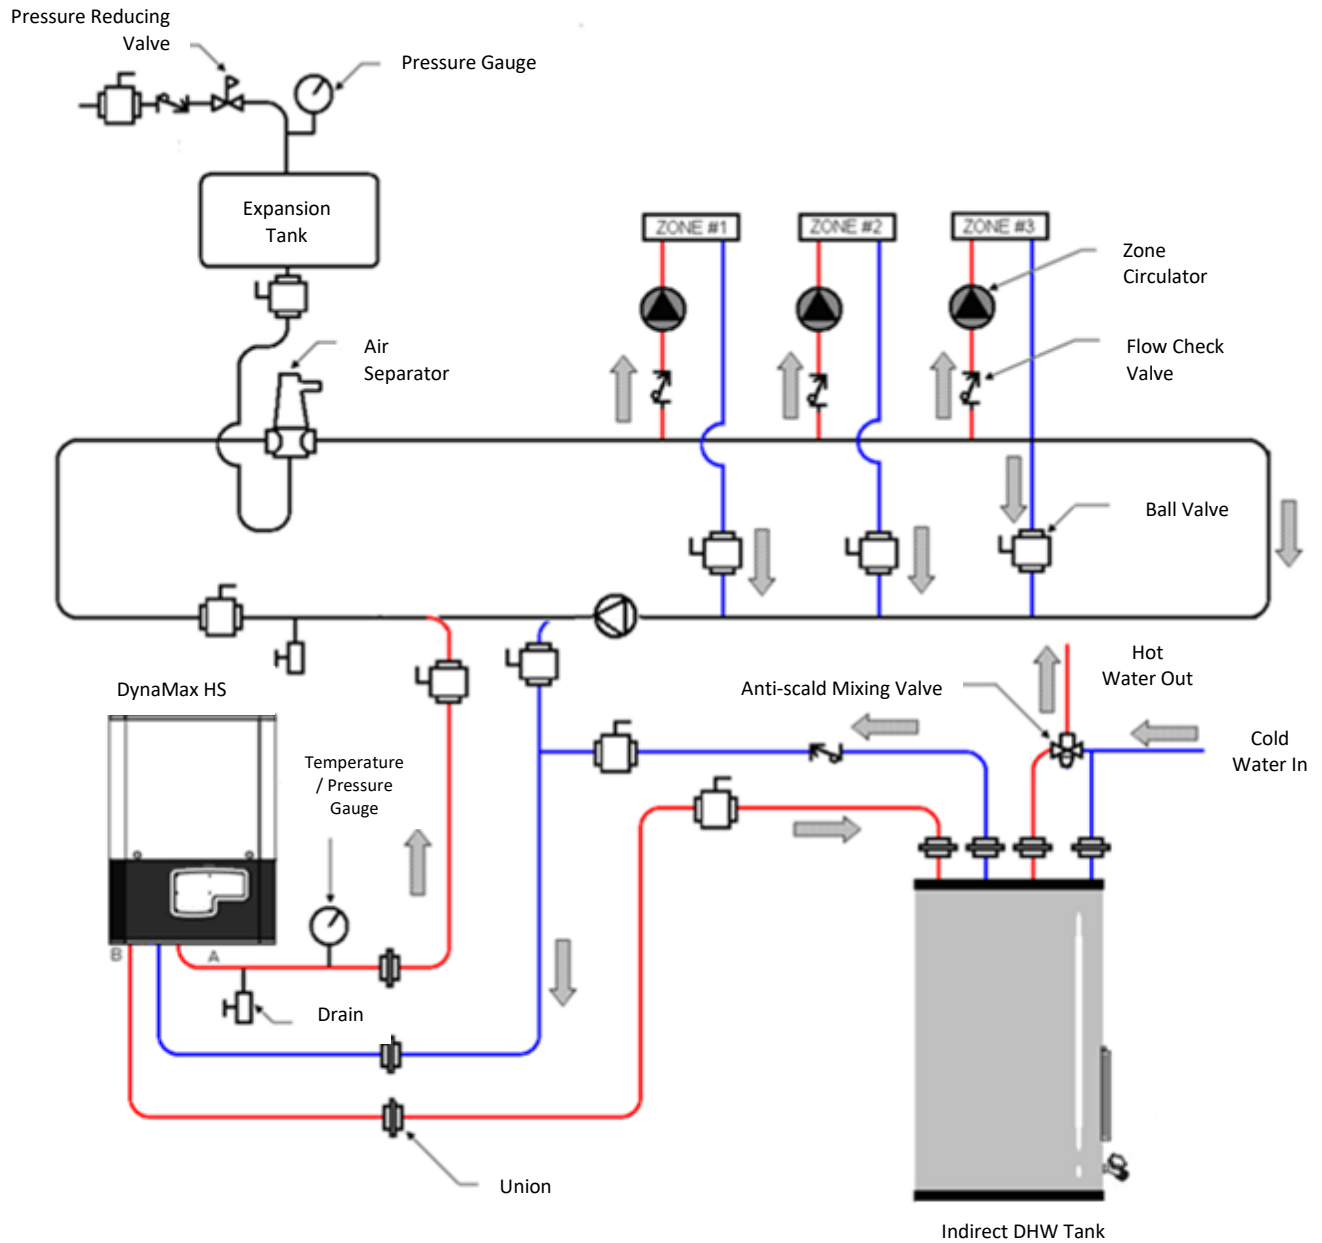 Pressure Reducing
Valve
Pressure Gauge
Expansion
Tank
ZONE #1
ZONE #2
ZONE #3
Zone
Circulator
Air
Separator
Flow Check
Valve
Ball Valve
DynaMax HS
Anti-scald Mixing Valve
Hot
Water Out
Cold
Water In
Temperature
/ Pressure
Gauge
B
A
Drain
Union
Indirect DHW Tank